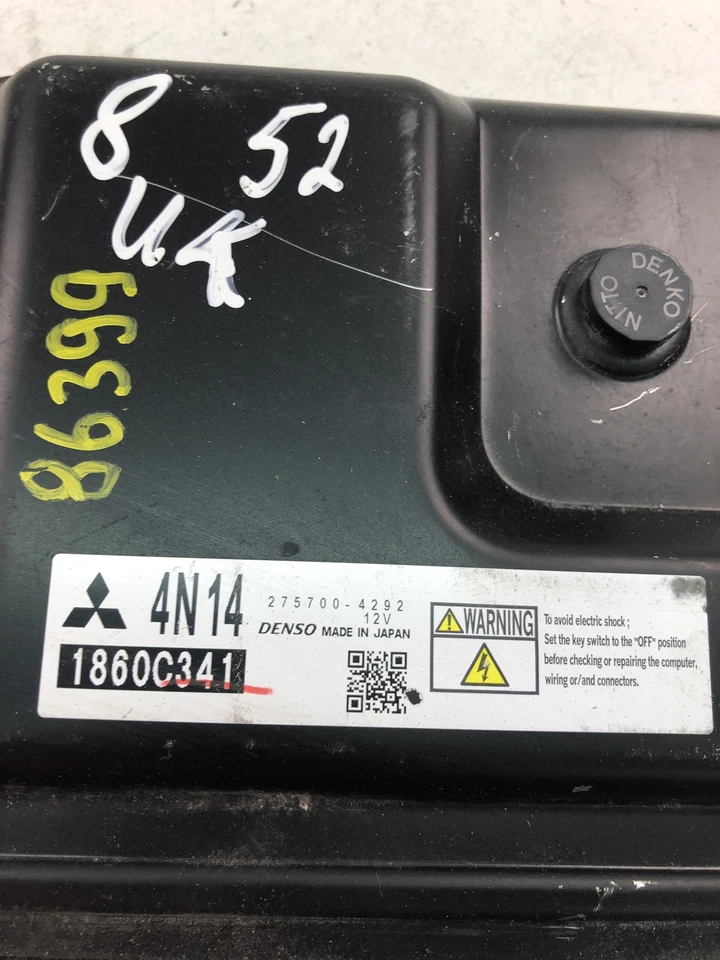 8 52
UK
86399
DENKO
NITTO
4N14
275700-4292
12V
DENSO MADE IN JAPAN
1860C341
WARNING
To avoid electric shock ;
Set the key switch to the "OFF" position
before checking or repairing the computer,
wiring or/and connectors.